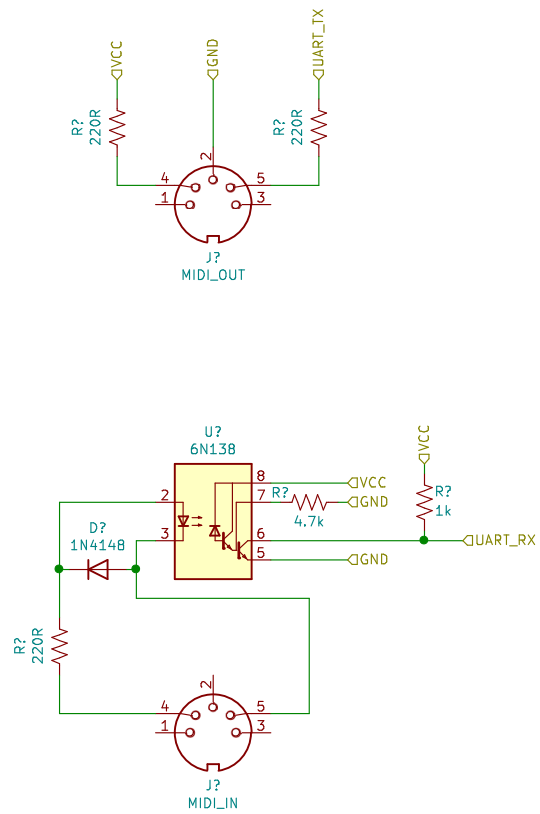 VCC
GND
UART_TX
R?
220R
R?
220R
2
4
5
1
3
J?
MIDI_OUT
U?
6N138
VCC
8
VCC
2
R?
7
GND
R?
1k
4.7k
D?
1N4148
3
6
UART_RX
5
GND
R?
220R
2
4
5
1
3
J?
MIDI_IN